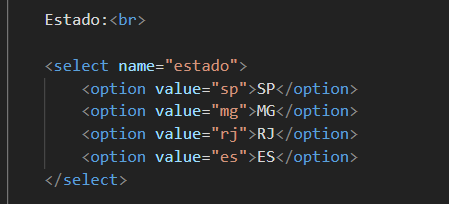 Estado:<br>
<select name="estado">
<option value="sp">SP</option>
<option value="mg">MG</option>
<option value="rj">RJ</option>
<option value="es">ES</option>
</select>